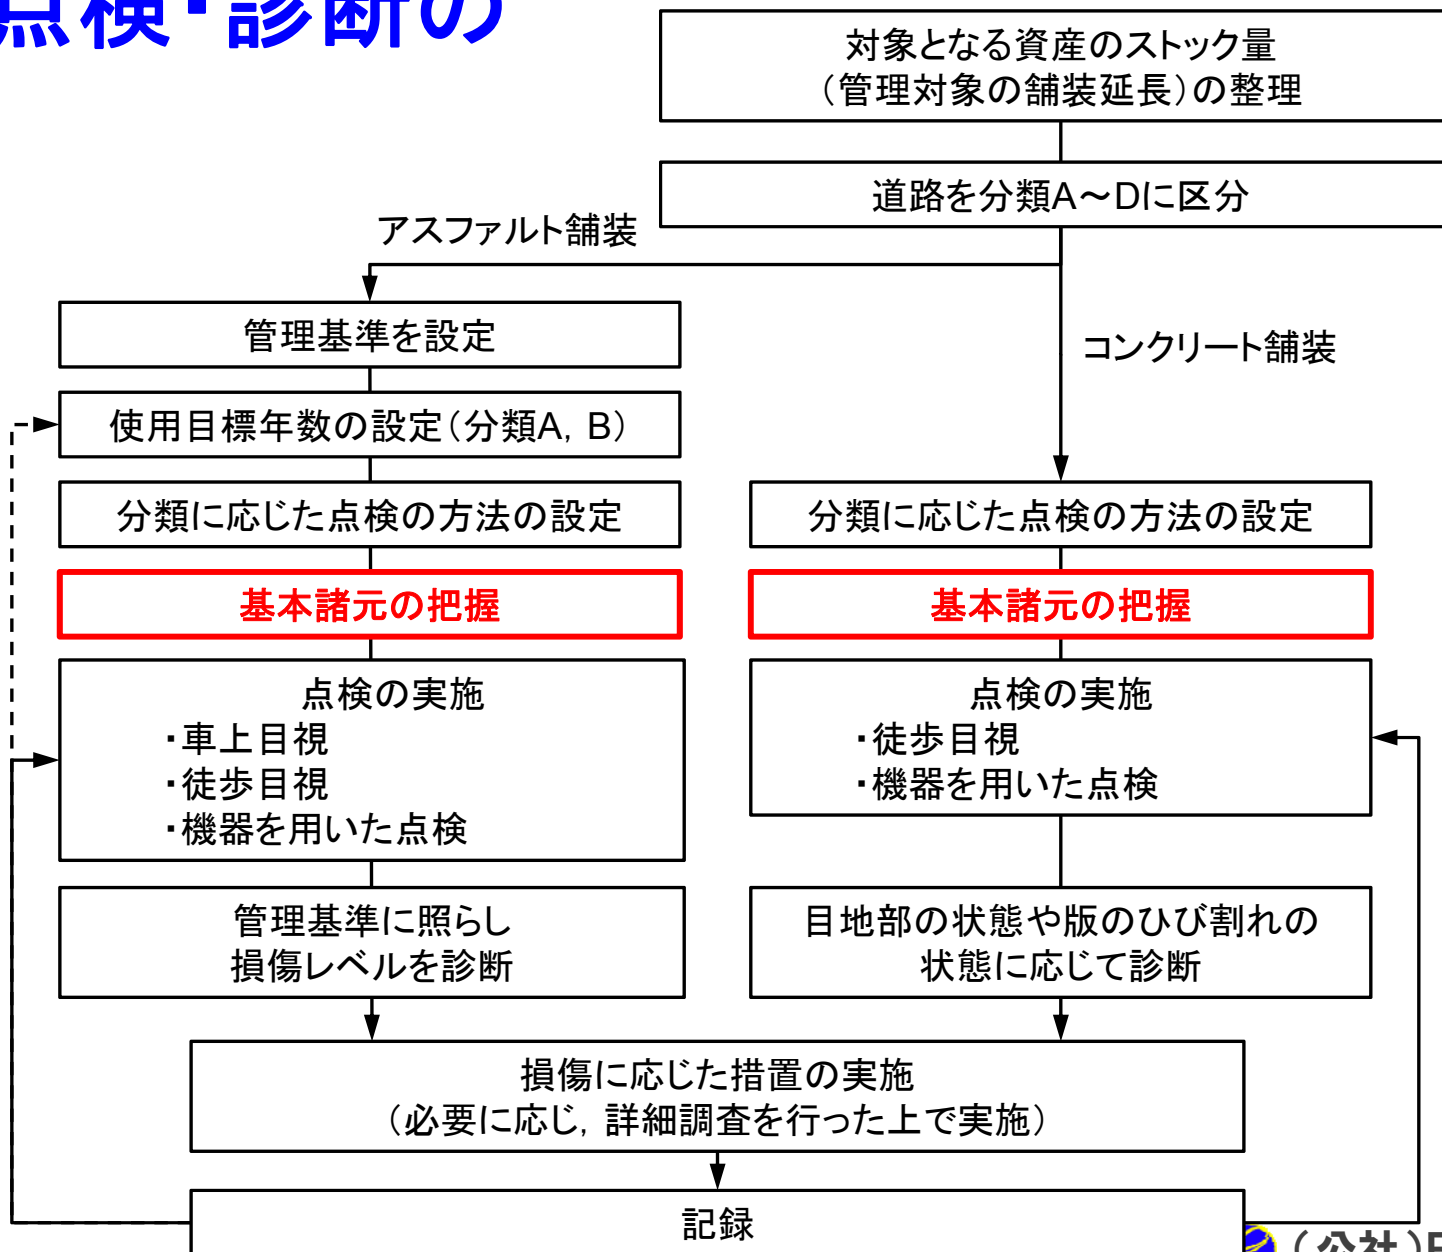 点検・診断の
対象となる資産のストック量
（管理対象の舗装延長）の整理
道路を分類A～Dに区分
アスファルト舗装
コンクリート舗装
管理基準を設定
使用目標年数の設定（分類A，B）
分類に応じた点検の方法の設定
分類に応じた点検の方法の設定
基本諸元の把握
基本諸元の把握
点検の実施
・車上目視
・徒歩目視
・機器を用いた点検
点検の実施
・徒歩目視
・機器を用いた点検
管理基準に照らし
損傷レベルを診断
目地部の状態や版のひび割れの
状態に応じて診断
損傷に応じた措置の実施
（必要に応じ，詳細調査を行った上で実施）
記録
（公社）